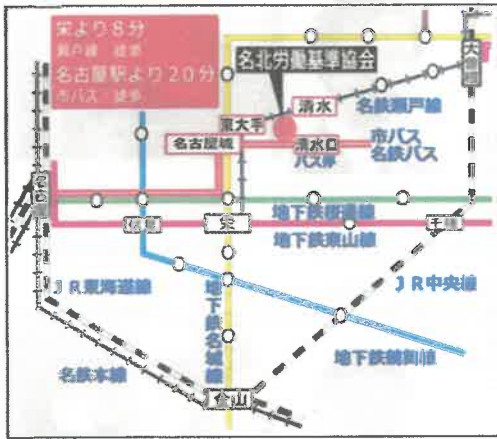 栄より8分
瀬戸線 徒歩
名古屋駅より20分
市バス 徒歩
名北労働基準協会
大曽根
清水
名鉄瀬戸線
東大手
名古屋城
清水口
バス停
市バス
名鉄バス
地下鉄桜通線
伏見
栄
千種
地下鉄東山線
JR東海道線
地下鉄名城線
JR中央線
地下鉄鶴舞線
名鉄本線
金山